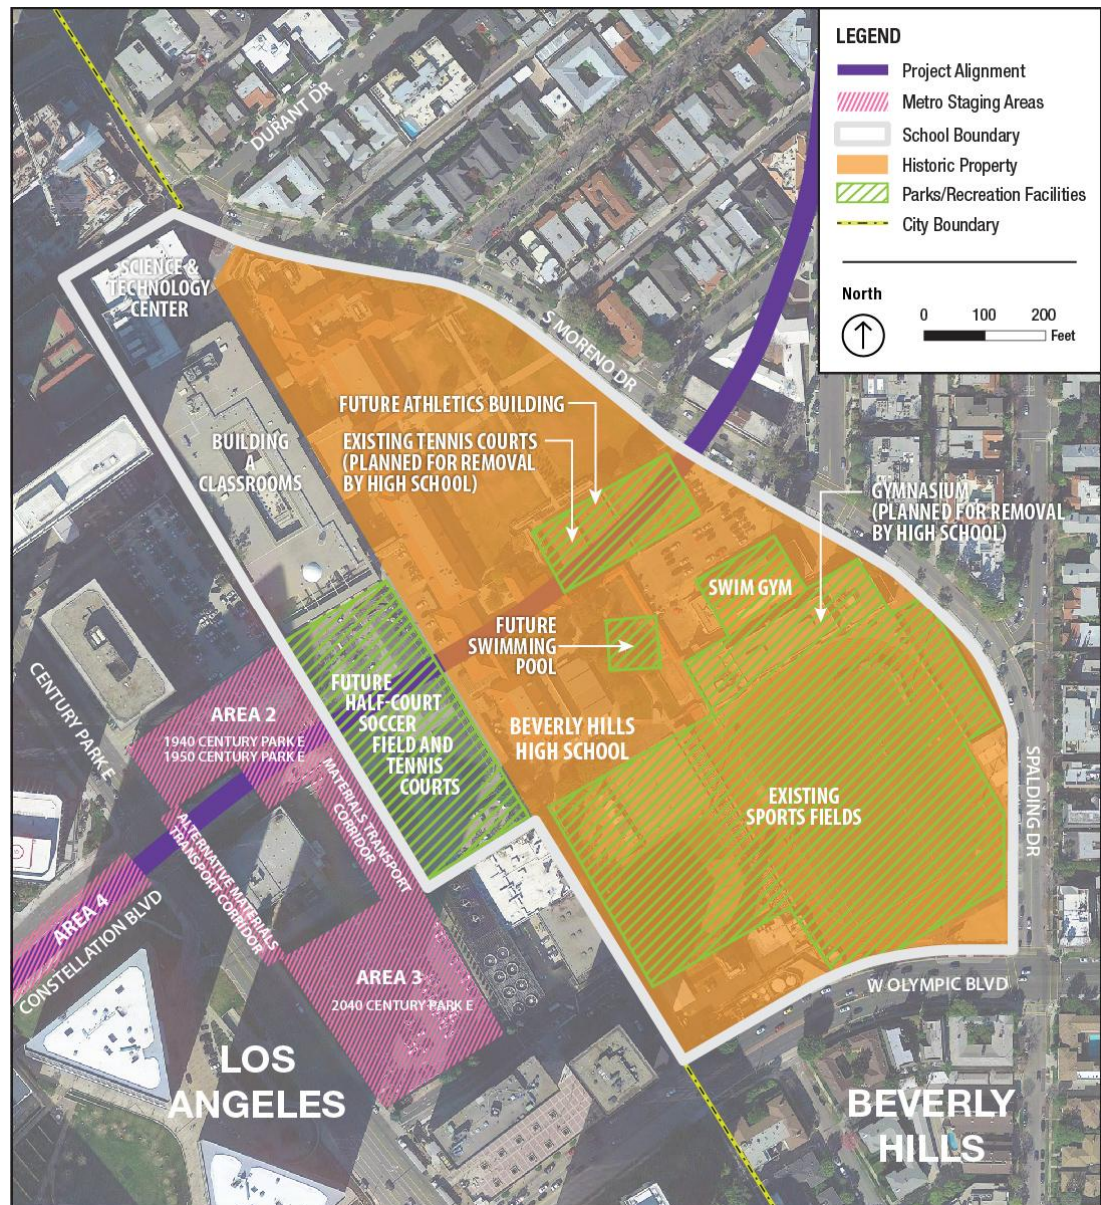 LEGEND
Project Alignment
Metro Staging Areas
School Boundary
Historic Property
Parks/Recreation Facilities
City Boundary
North
0 100 200
Feet
DURANT DR
SCIENCE &
TECHNOLOGY
CENTER
S MORENO DR
FUTURE ATHLETICS BUILDING
EXISTING TENNIS COURTS
(PLANNED FOR REMOVAL
BY HIGH SCHOOL)
BUILDING
A
CLASSROOMS
GYMNASIUM
(PLANNED FOR REMOVAL
BY HIGH SCHOOL)
SWIM GYM
FUTURE
SWIMMING
POOL
FUTURE
HALF-COURT
SOCCER
FIELD AND
TENNIS
COURTS
CENTURY PARK E
AREA 2
1940 CENTURY PARK E
1950 CENTURY PARK E
BEVERLY HILLS
HIGH SCHOOL
MATERIALS TRANSPORT
CORRIDOR
EXISTING
SPORTS FIELDS
SPALDING DR
ALTERNATIVE MATERIALS
TRANSPORT CORRIDOR
AREA 4
CONSTELLATION BLVD
AREA 3
2040 CENTURY PARK E
W OLYMPIC BLVD
LOS
ANGELES
BEVERLY
HILLS